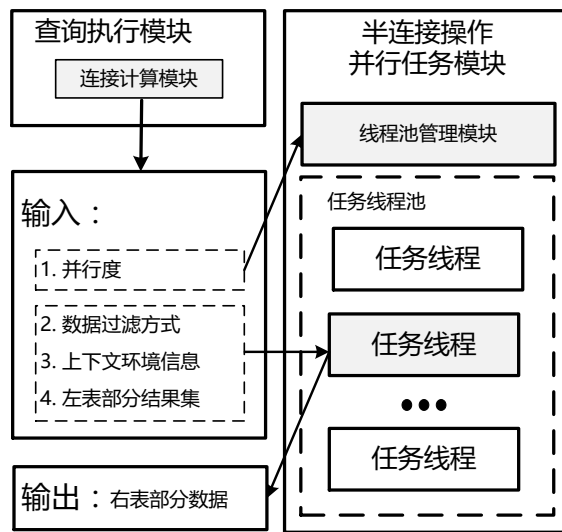 查询执行模块
连接计算模块
输入：
1. 并行度
2. 数据过滤方式
3. 上下文环境信息
4. 左表部分结果集
输出：右表部分数据
半连接操作
并行任务模块
线程池管理模块
任务线程池
任务线程
任务线程
•••
任务线程